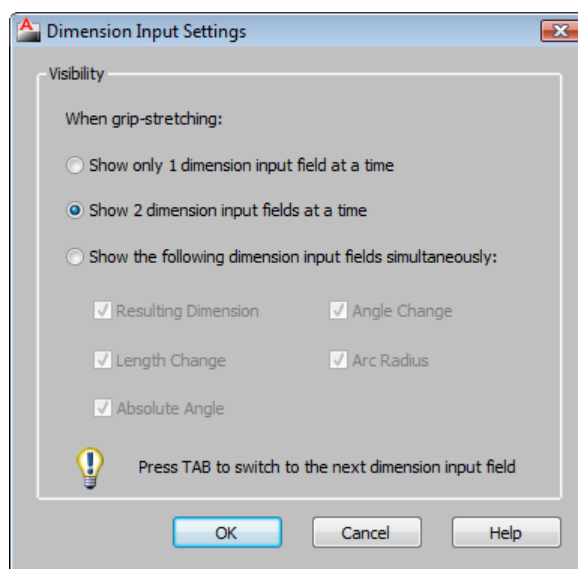 Dimension Input Settings
Visibility
When grip-stretching:
Show only 1 dimension input field at a time
Show 2 dimension input fields at a time
Show the following dimension input fields simultaneously:
Resulting Dimension Angle Change
Length Change Arc Radius
Absolute Angle
Press TAB to switch to the next dimension input field
OK Cancel Help